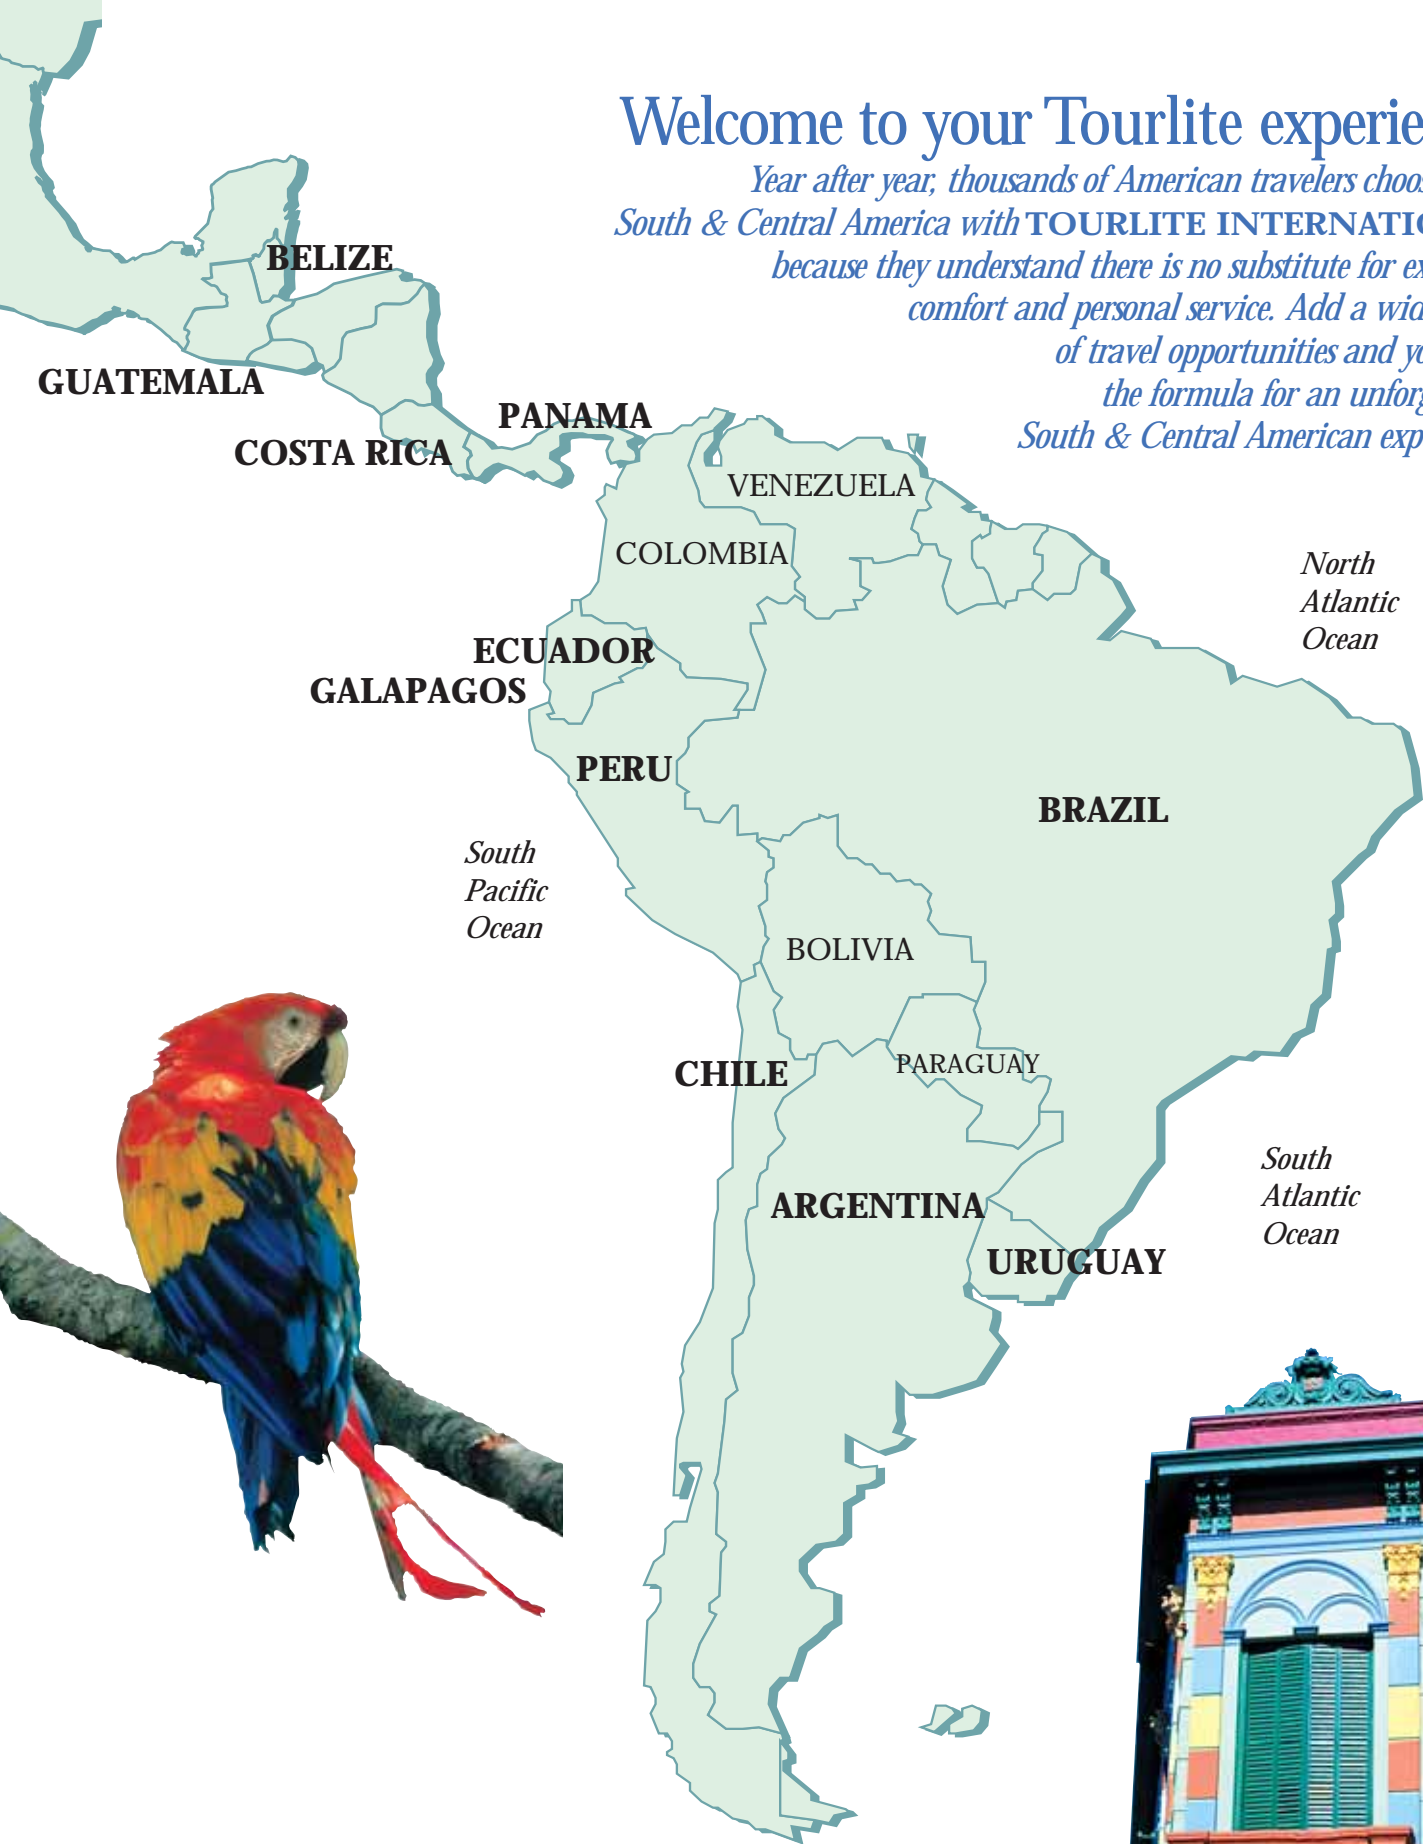 Welcome to your Tourlite experie
Year after year, thousands of American travelers choos
South & Central America with TOURLITE INTERNATIO
because they understand there is no substitute for ex
comfort and personal service. Add a wid
of travel opportunities and yo
the formula for an unforg
South & Central American exp
BELIZE
GUATEMALA
PANAMA
COSTA RICA
VENEZUELA
COLOMBIA
North
Atlantic
Ocean
ECUADOR
GALAPAGOS
PERU
BRAZIL
South
Pacific
Ocean
BOLIVIA
CHILE
PARAGUAY
South
Atlantic
Ocean
ARGENTINA
URUGUAY